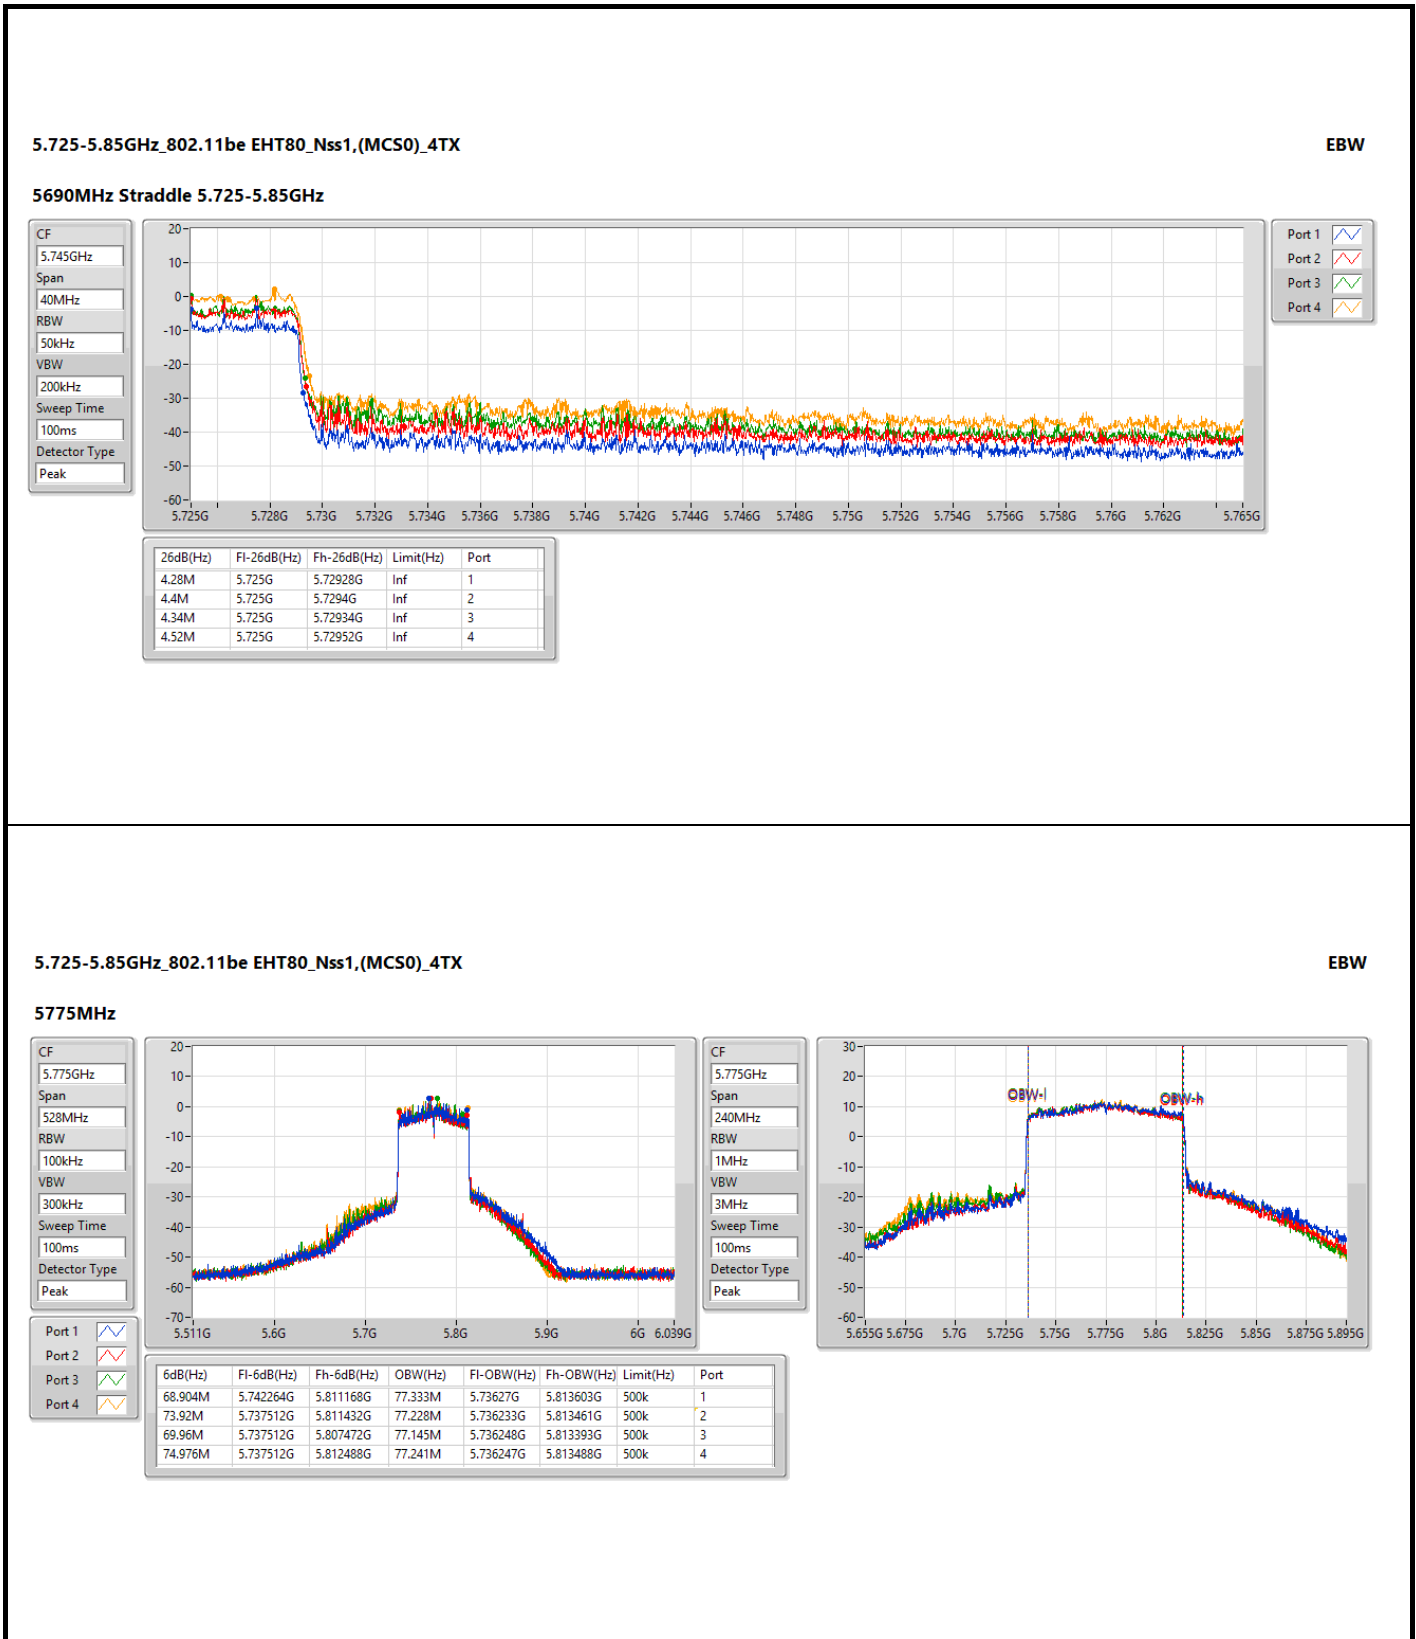 5.725-5.85GHz_802.11be EHT80_Nss1,(MCS0)_4TX EBW
5690MHz Straddle 5.725-5.85GHz
CF
5.745GHz
Span
40MHz
RBW
50kHz
VBW
200kHz
Sweep Time
100ms
Detector Type
Peak
20
10
0
-10
-20
-30
-40
-50
-60
5.725G 5.728G 5.73G 5.732G 5.734G 5.736G 5.738G 5.74G 5.742G 5.744G 5.746G 5.748G 5.75G 5.752G 5.754G 5.756G 5.758G 5.76G 5.762G 5.765G
Port 1
Port 2
Port 3
Port 4
26dB(Hz) Fl-26dB(Hz) Fh-26dB(Hz) Limit(Hz) Port
4.28M 5.725G 5.72928G Inf 1
4.4M 5.725G 5.7294G Inf 2
4.34M 5.725G 5.72934G Inf 3
4.52M 5.725G 5.72952G Inf 4
5.725-5.85GHz_802.11be EHT80_Nss1,(MCS0)_4TX EBW
5775MHz
CF
5.775GHz
Span
528MHz
RBW
100kHz
VBW
300kHz
Sweep Time
100ms
Detector Type
Peak
Port 1
Port 2
Port 3
Port 4
20
10
0
-10
-20
-30
-40
-50
-60
-70
5.511G 5.6G 5.7G 5.8G 5.9G 6G 6.039G
CF
5.775GHz
Span
240MHz
RBW
1MHz
VBW
3MHz
Sweep Time
100ms
Detector Type
Peak
30
20
10
0
-10
-20
-30
-40
-50
-60
OBW-l OBW-h
5.655G 5.675G 5.7G 5.725G 5.75G 5.775G 5.8G 5.825G 5.85G 5.875G 5.895G
6dB(Hz) Fl-6dB(Hz) Fh-6dB(Hz) OBW(Hz) Fl-OBW(Hz) Fh-OBW(Hz) Limit(Hz) Port
68.904M 5.742264G 5.811168G 77.333M 5.73627G 5.813603G 500k 1
73.92M 5.737512G 5.811432G 77.228M 5.736233G 5.813461G 500k 2
69.96M 5.737512G 5.807472G 77.145M 5.736248G 5.813393G 500k 3
74.976M 5.737512G 5.812488G 77.241M 5.736247G 5.813488G 500k 4